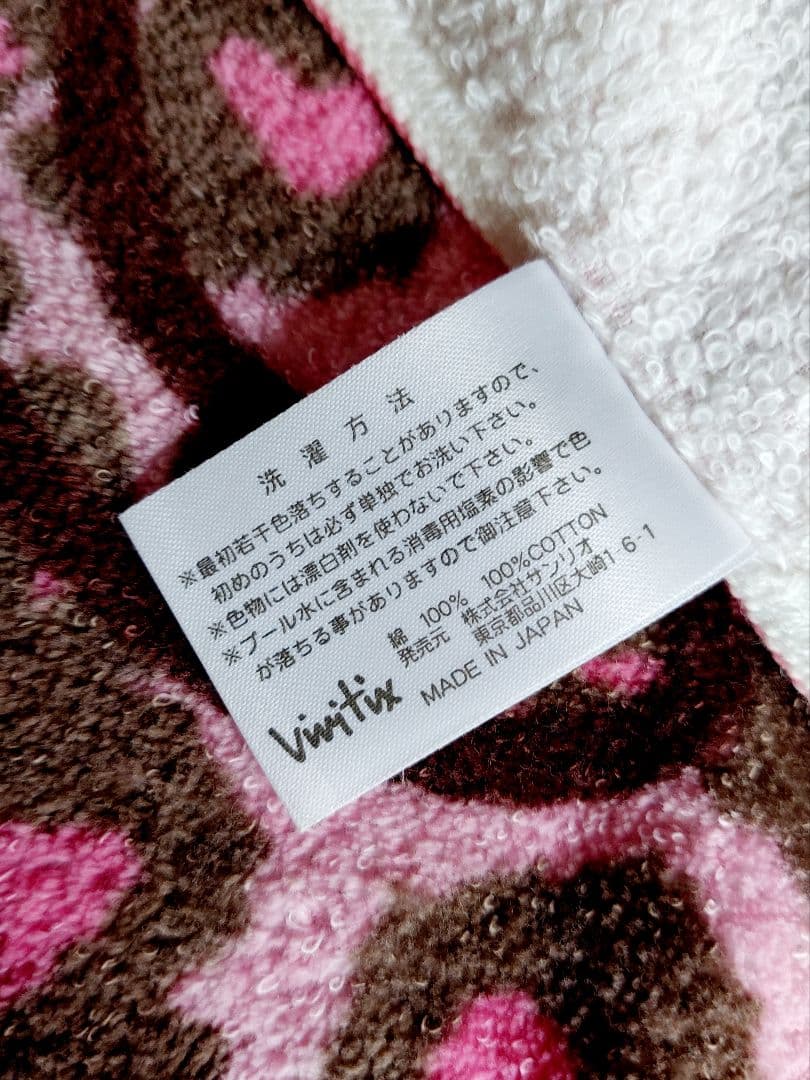 洗濯方法
※最初若干色落ちすることがありますので、
初めのうちは必ず単独でお洗い下さい。
※色物には漂白剤を使わないで下さい。
※プール水に含まれる消毒用塩素の影響で色
が落ちる事がありますので御注意下さい。
綿 100% 100%COTTON
発売元 株式会社サンリオ
東京都品川区大崎1-6-1
Vivitix MADE IN JAPAN